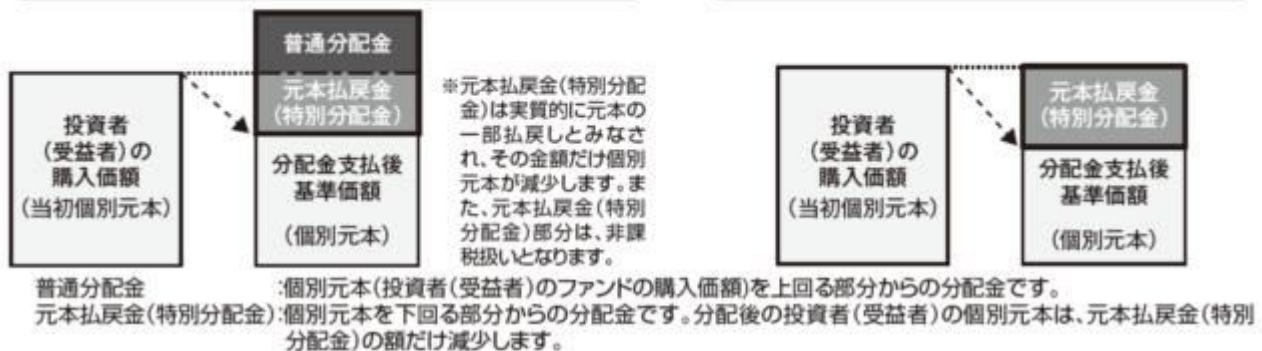 普通分配金
元本払戻金
(特別分配金)
投資者
(受益者)の
購入価額
(当初個別元本)
分配金支払後
基準価額
(個別元本)
※元本払戻金(特別分配
金)は実質的に元本の
一部払戻しとみなさ
れ、その金額だけ個別
元本が減少します。ま
た、元本払戻金(特別
分配金)部分は、非課
税扱いとなります。
投資者
(受益者)の
購入価額
(当初個別元本)
元本払戻金
(特別分配金)
分配金支払後
基準価額
(個別元本)
普通分配金 :個別元本(投資者(受益者)のファンドの購入価額)を上回る部分からの分配金です。
元本払戻金(特別分配金):個別元本を下回る部分からの分配金です。分配後の投資者(受益者)の個別元本は、元本払戻金(特別
分配金)の額だけ減少します。